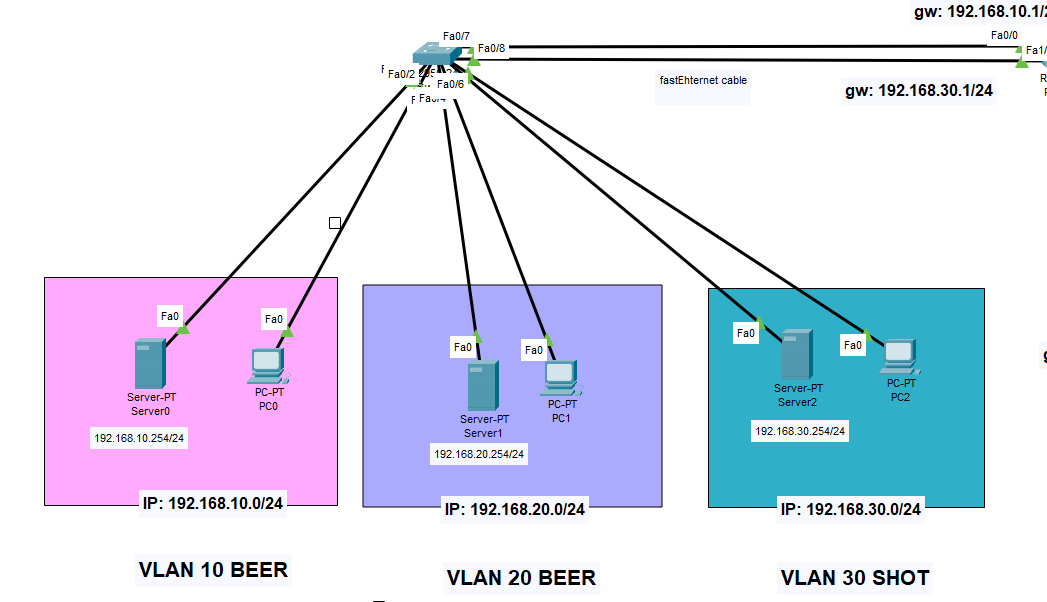 gw: 192.168.10.1/2
Fa0/7
Fa0/0
Fa0/8
Fa1/
Fa0/2
Fa0/6
fastEhternet cable
gw: 192.168.30.1/24
Fa0
Fa0
Server-PT
Server0
PC-PT
PC0
192.168.10.254/24
IP: 192.168.10.0/24
VLAN 10 BEER
Fa0
Fa0
Server-PT
Server1
PC-PT
PC1
192.168.20.254/24
IP: 192.168.20.0/24
VLAN 20 BEER
Fa0
Fa0
Server-PT
Server2
PC-PT
PC2
192.168.30.254/24
IP: 192.168.30.0/24
VLAN 30 SHOT